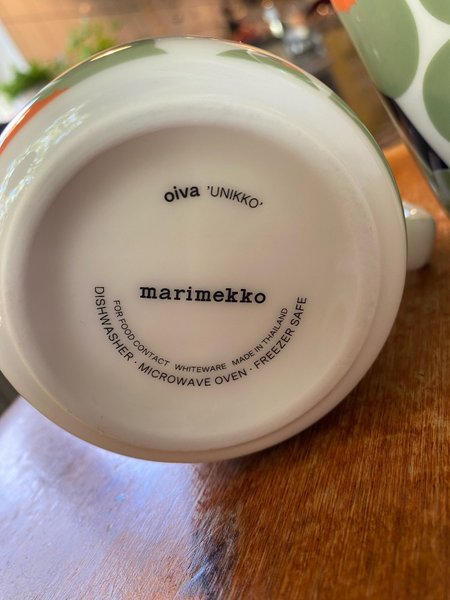 oiva 'UNIKKO'
marimekko
FOR FOOD CONTACT WHITEWARE MADE IN THAILAND
DISHWASHER · MICROWAVE OVEN · FREEZER SAFE